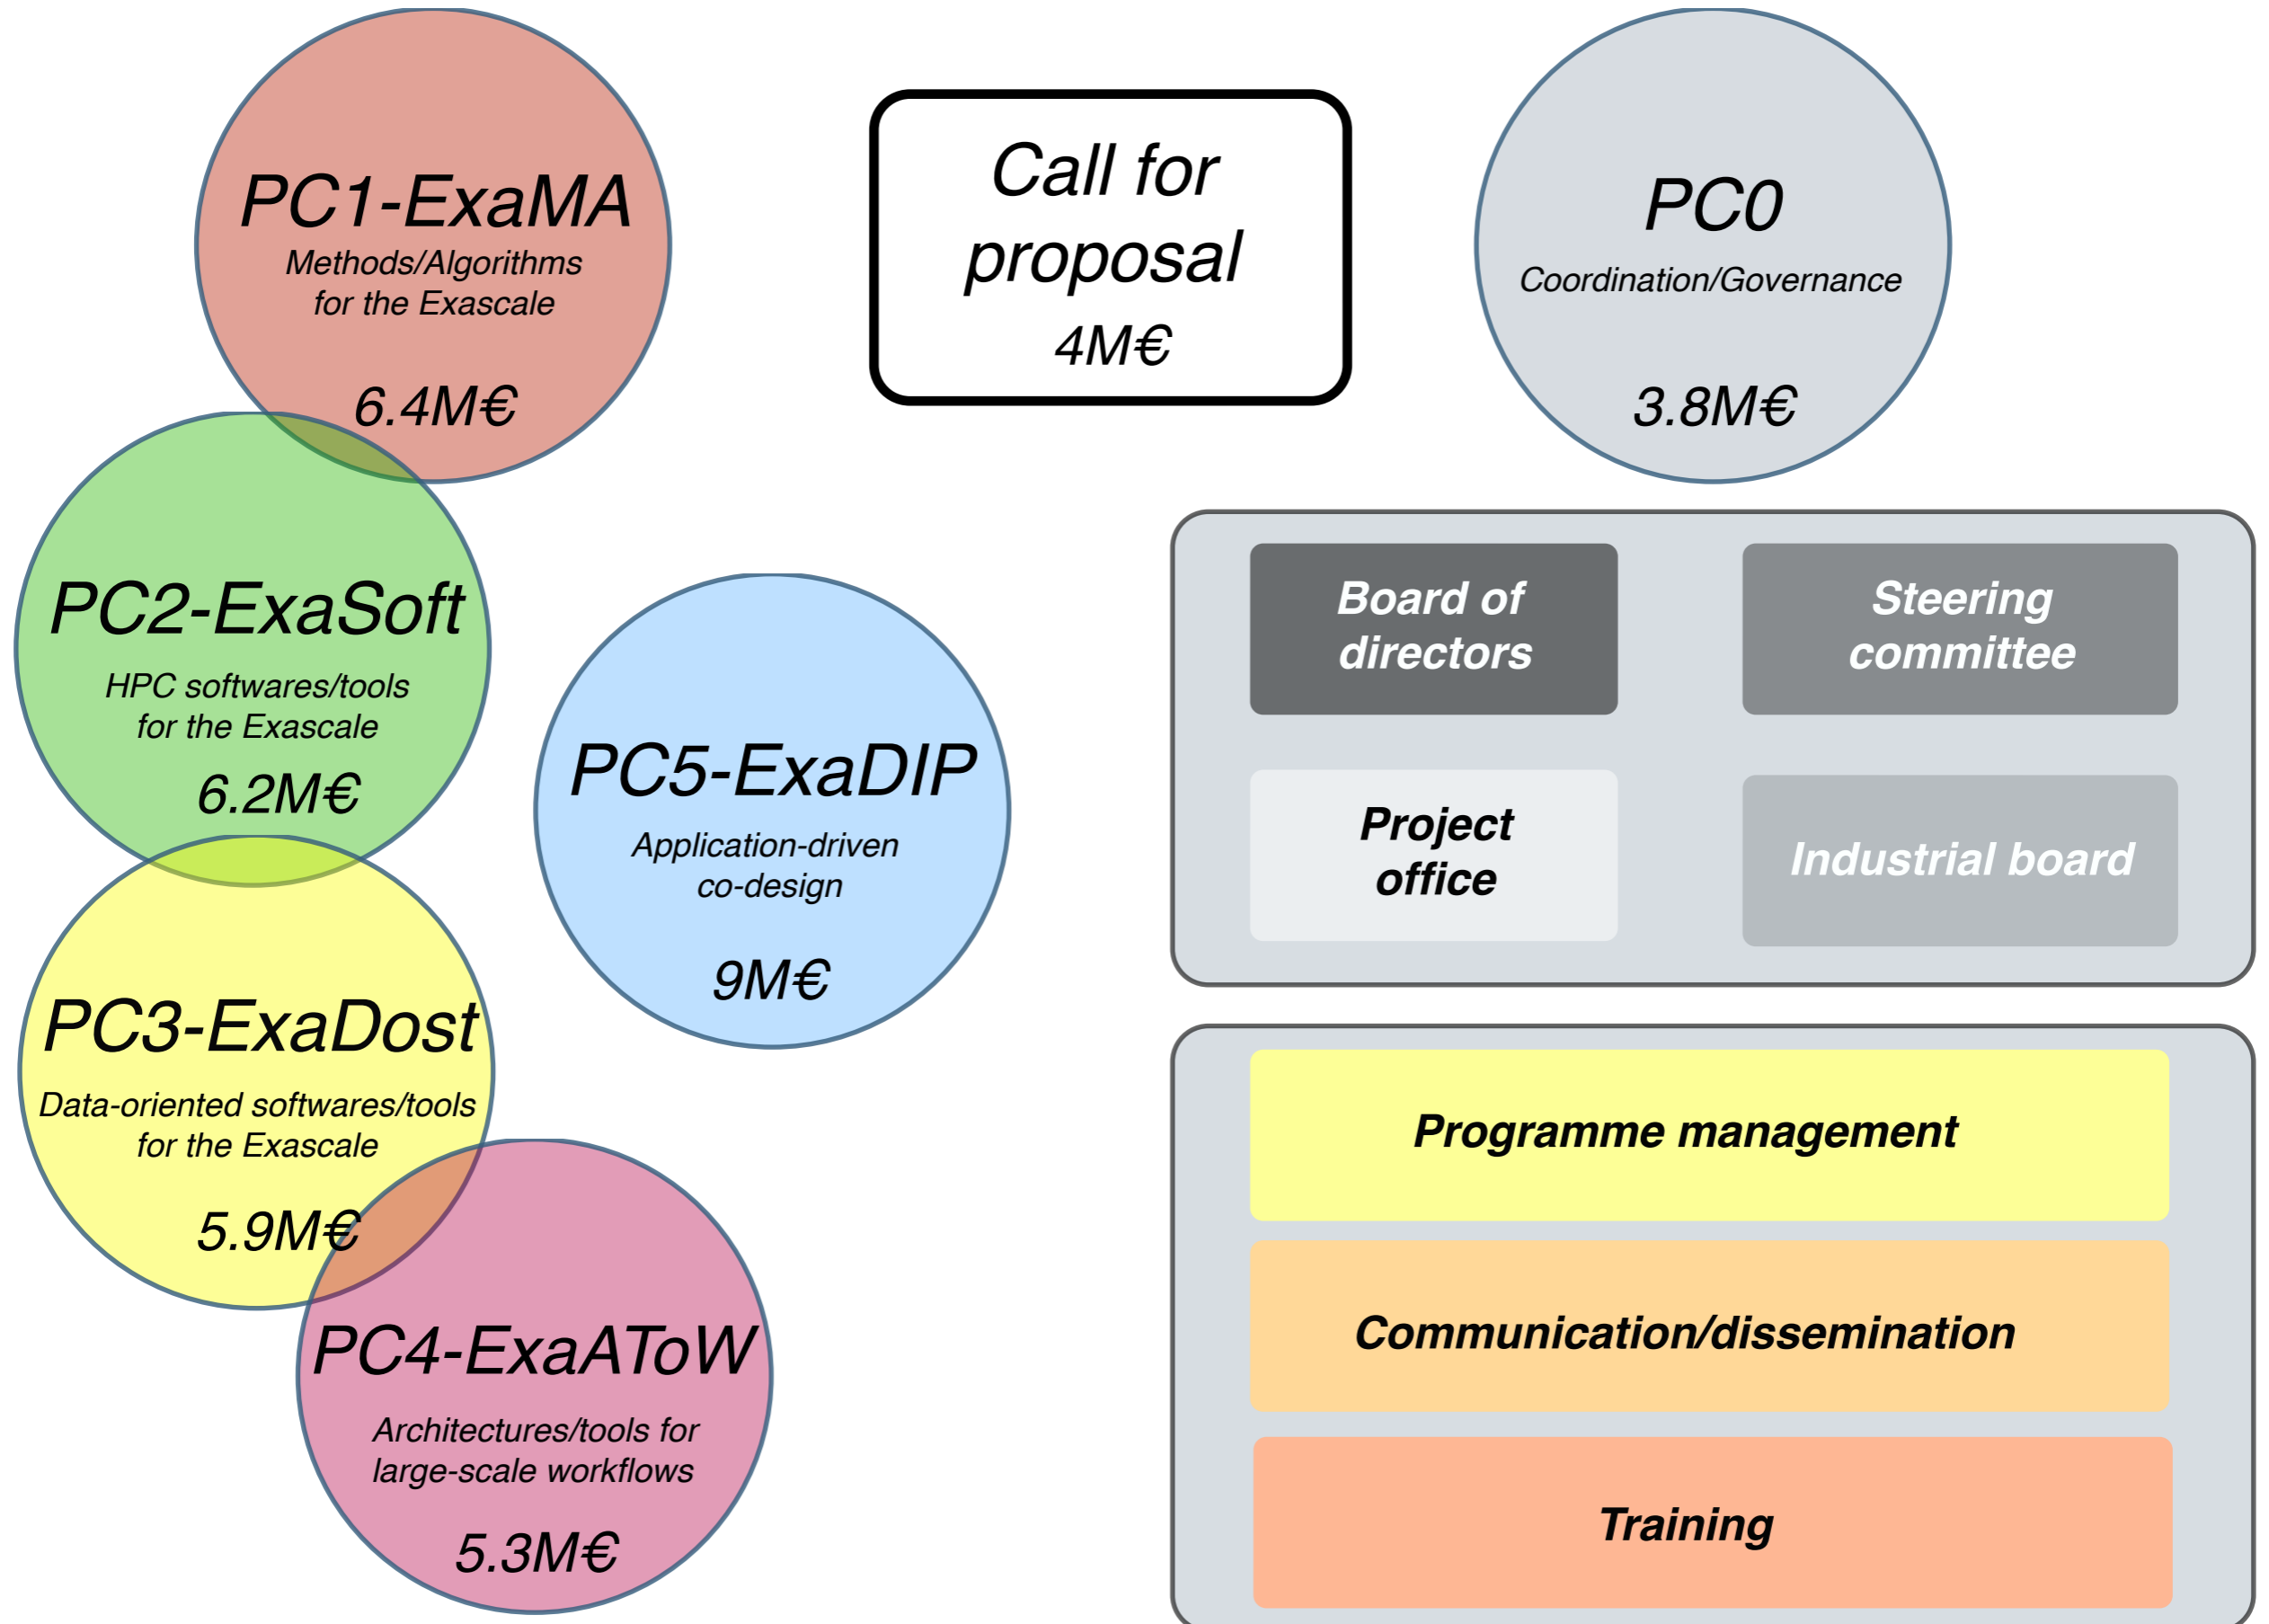 PC1-ExaMA
Methods/Algorithms
for the Exascale
6.4M€
Call for
proposal
4M€
PC0
Coordination/Governance
3.8M€
PC2-ExaSoft
HPC softwares/tools
for the Exascale
6.2M€
PC5-ExaDIP
Application-driven
co-design
9M€
PC3-ExaDost
Data-oriented softwares/tools
for the Exascale
5.9M€
PC4-ExaAToW
Architectures/tools for
large-scale workflows
5.3M€
Board of
directors
Steering
committee
Project
office
Industrial board
Programme management
Communication/dissemination
Training